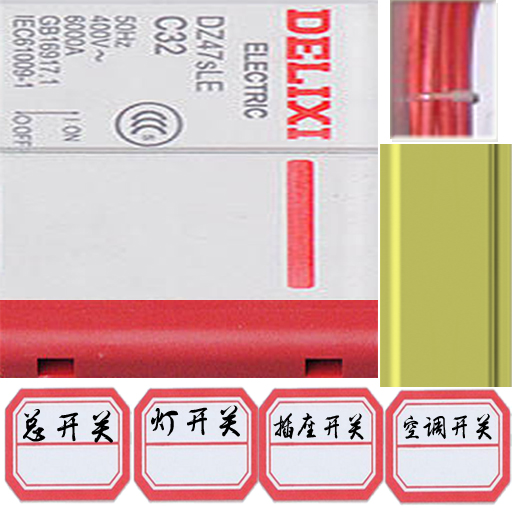 DELIXI
ELECTRIC
DZ47sLE
C32
50Hz
400V~
6000A
GB16917.1
IEC61009-1
CCC S
I ON
O OFF
总开关
灯开关
插座开关
空调开关